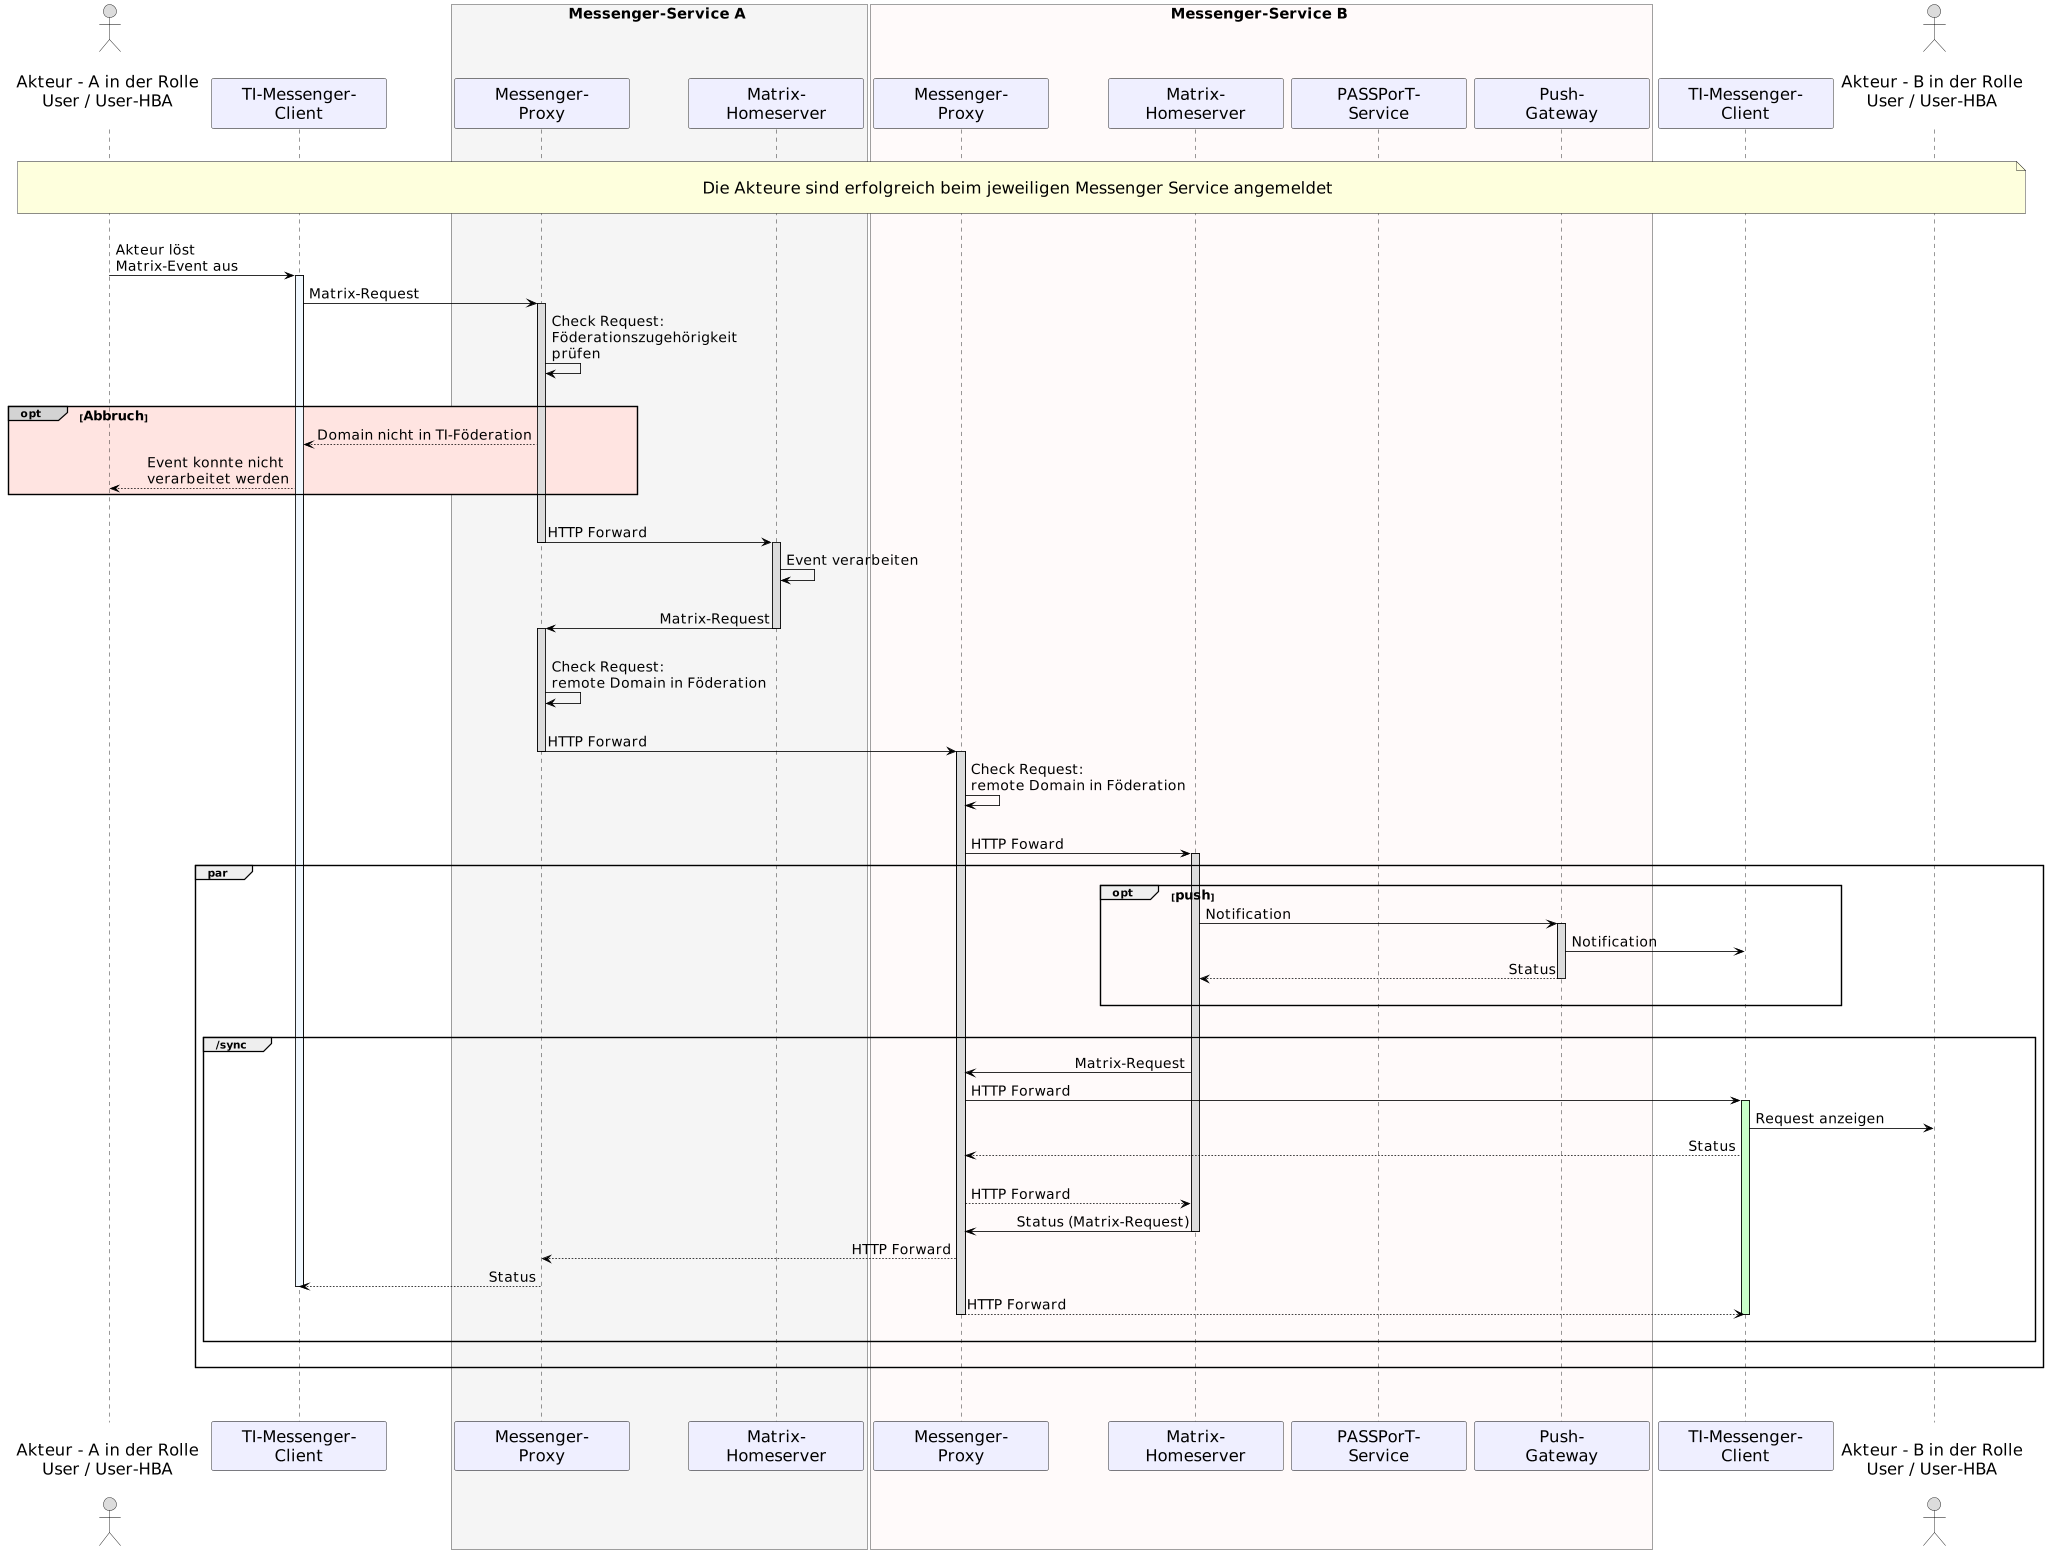 Messenger-Service A
Messenger-Service B
Akteur - A in der Rolle
User / User-HBA
TI-Messenger-
Client
Messenger-
Proxy
Matrix-
Homeserver
Messenger-
Proxy
Matrix-
Homeserver
PASSPorT-
Service
Push-
Gateway
TI-Messenger-
Client
Akteur - B in der Rolle
User / User-HBA
Die Akteure sind erfolgreich beim jeweiligen Messenger Service angemeldet
Akteur löst
Matrix-Event aus
Matrix-Request
Check Request:
Föderationszugehörigkeit
prüfen
opt [Abbruch]
Domain nicht in TI-Föderation
Event konnte nicht
verarbeitet werden
HTTP Forward
Event verarbeiten
Matrix-Request
Check Request:
remote Domain in Föderation
HTTP Forward
Check Request:
remote Domain in Föderation
HTTP Foward
par
opt [push]
Notification
Notification
Status
/sync
Matrix-Request
HTTP Forward
Request anzeigen
Status
HTTP Forward
Status (Matrix-Request)
HTTP Forward
Status
HTTP Forward
Akteur - A in der Rolle
User / User-HBA
TI-Messenger-
Client
Messenger-
Proxy
Matrix-
Homeserver
Messenger-
Proxy
Matrix-
Homeserver
PASSPorT-
Service
Push-
Gateway
TI-Messenger-
Client
Akteur - B in der Rolle
User / User-HBA